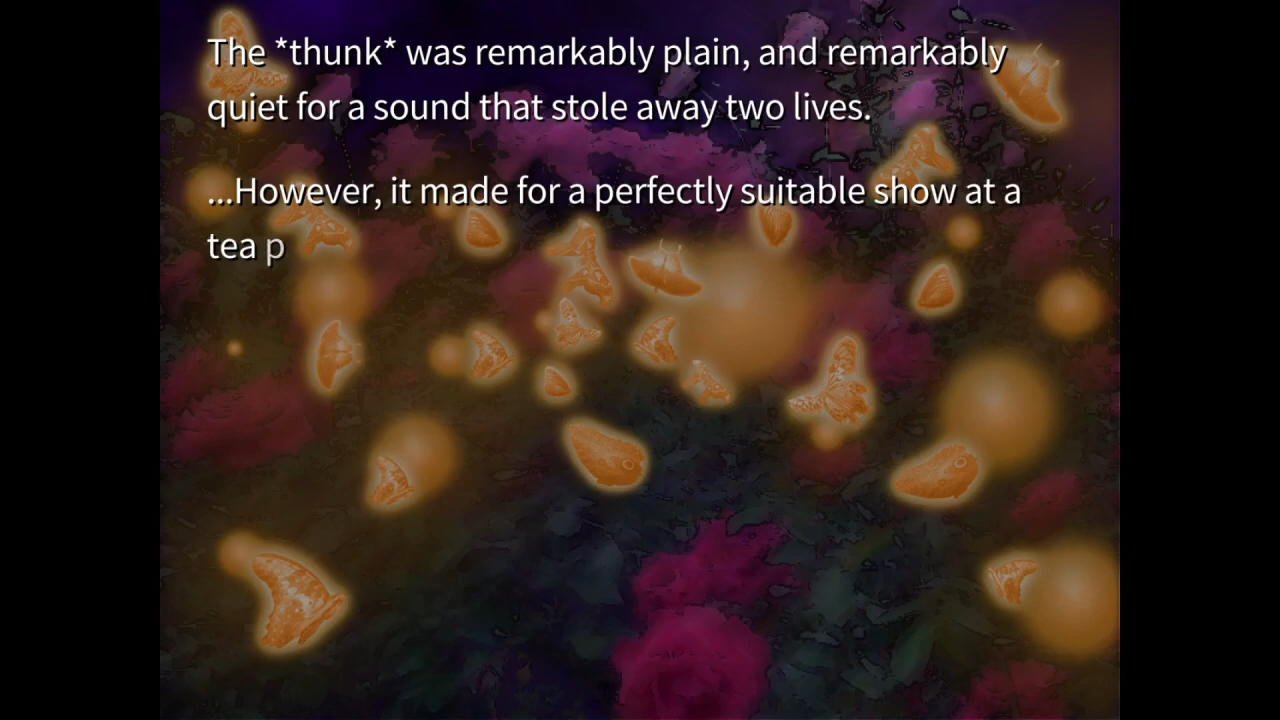 The *thunk* was remarkably plain, and remarkably
quiet for a sound that stole away two lives.
...However, it made for a perfectly suitable show at a
tea p